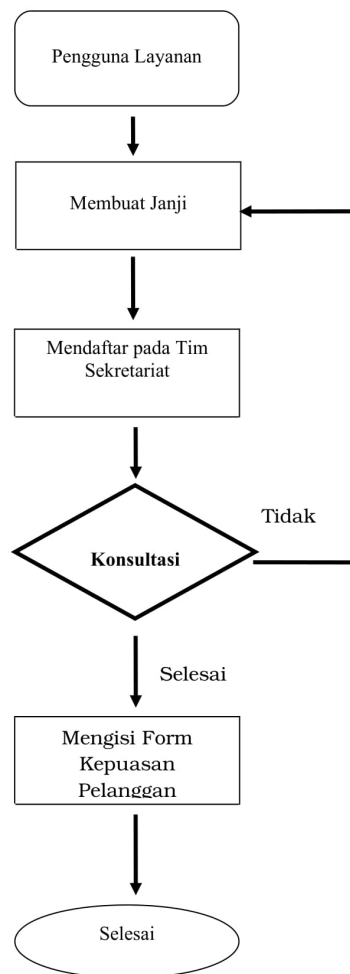 Pengguna Layanan
Membuat Janji
Mendaftar pada Tim
Sekretariat
Tidak
Konsultasi
Selesai
Mengisi Form
Kepuasan
Pelanggan
Selesai